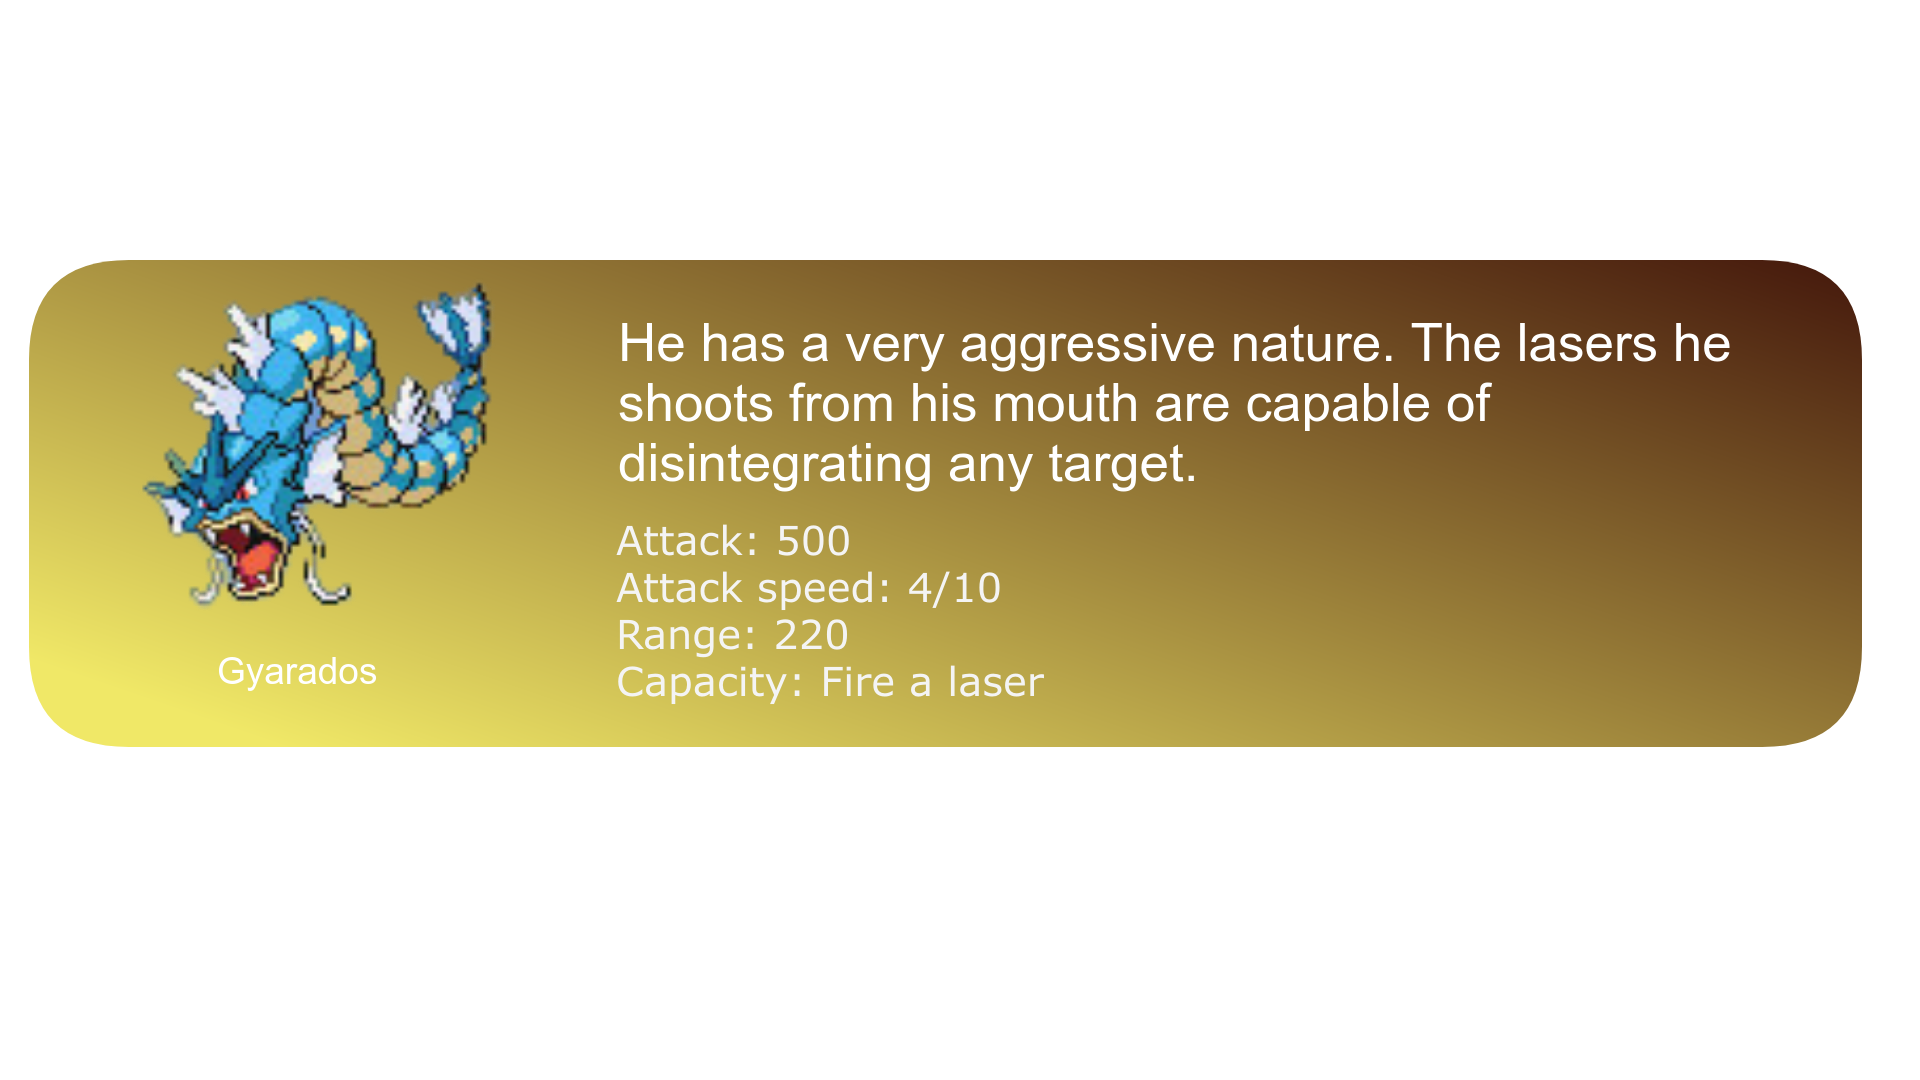 He has a very aggressive nature. The lasers he
shoots from his mouth are capable of
disintegrating any target.
Attack: 500
Attack speed: 4/10
Range: 220
Capacity: Fire a laser
Gyarados